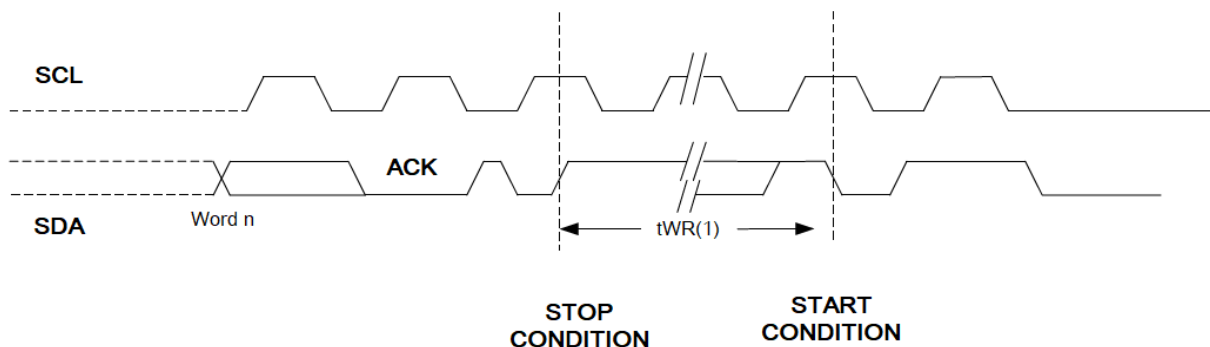 SCL
ACK
SDA
Word n
tWR(1)
STOP
CONDITION
START
CONDITION